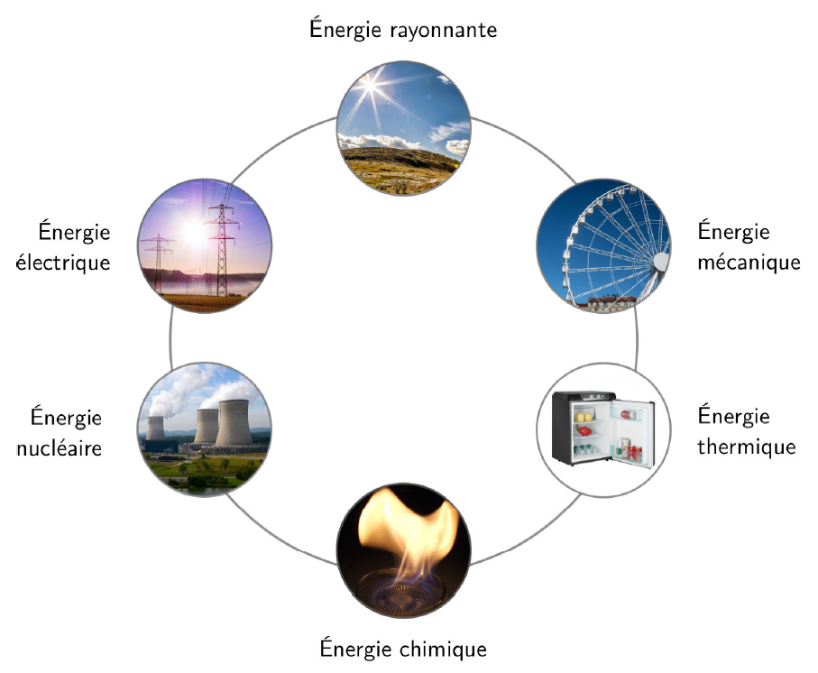 Énergie rayonnante
Énergie
électrique
Énergie
mécanique
Énergie
nucléaire
Énergie
thermique
Énergie chimique